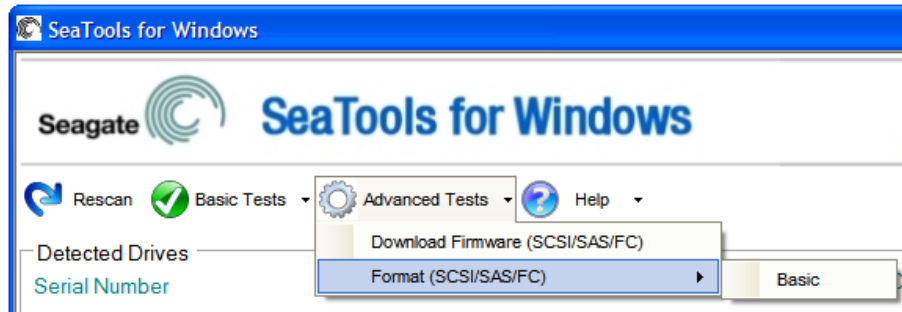 SeaTools for Windows
Seagate SeaTools for Windows
Rescan Basic Tests Advanced Tests Help
Download Firmware (SCSI/SAS/FC)
Detected Drives
Format (SCSI/SAS/FC) Basic
Serial Number